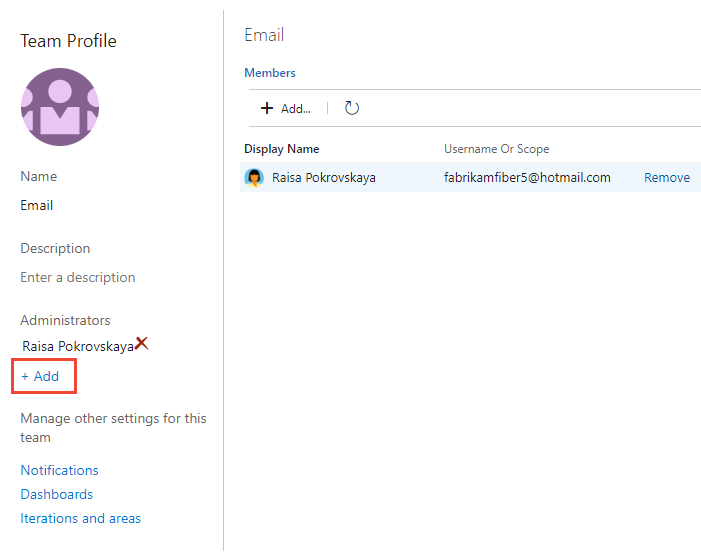 Team Profile
Name
Email
Description
Enter a description
Administrators
Raisa Pokrovskaya
+ Add
Manage other settings for this
team
Notifications
Dashboards
Iterations and areas
Email
Members
+ Add...
Display Name Username Or Scope
Raisa Pokrovskaya fabrikamfiber5@hotmail.com Remove